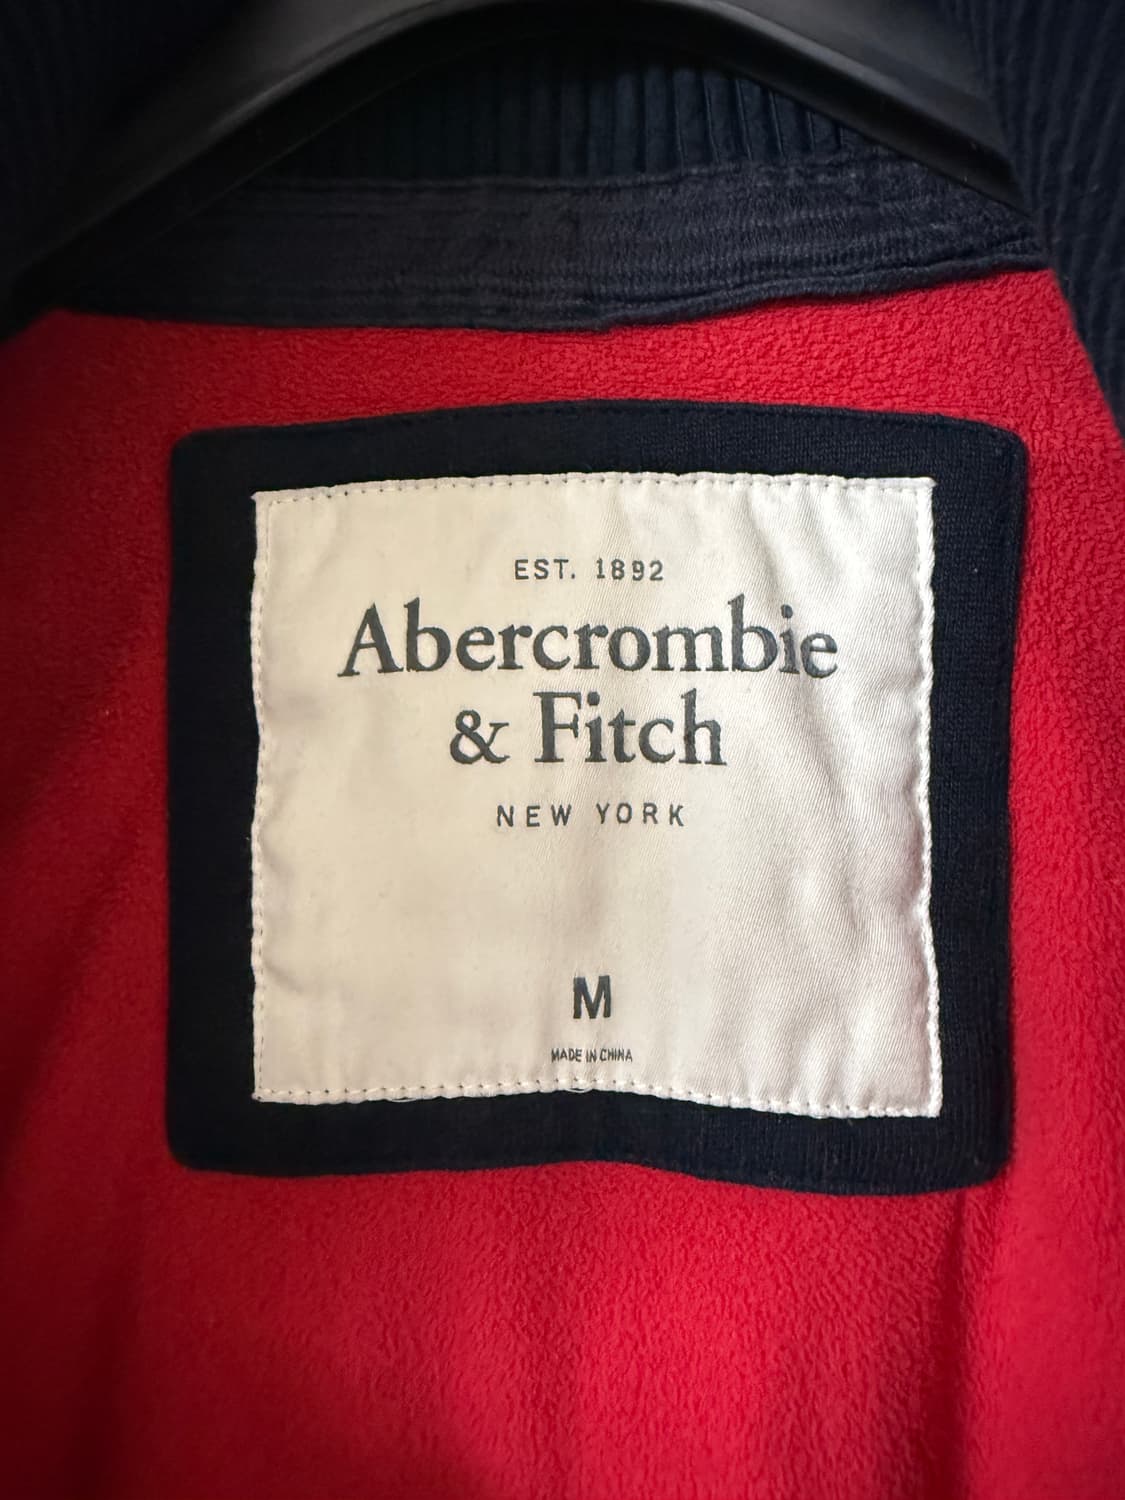 EST. 1892
Abercrombie
& Fitch
NEW YORK
M
MADE IN CHINA